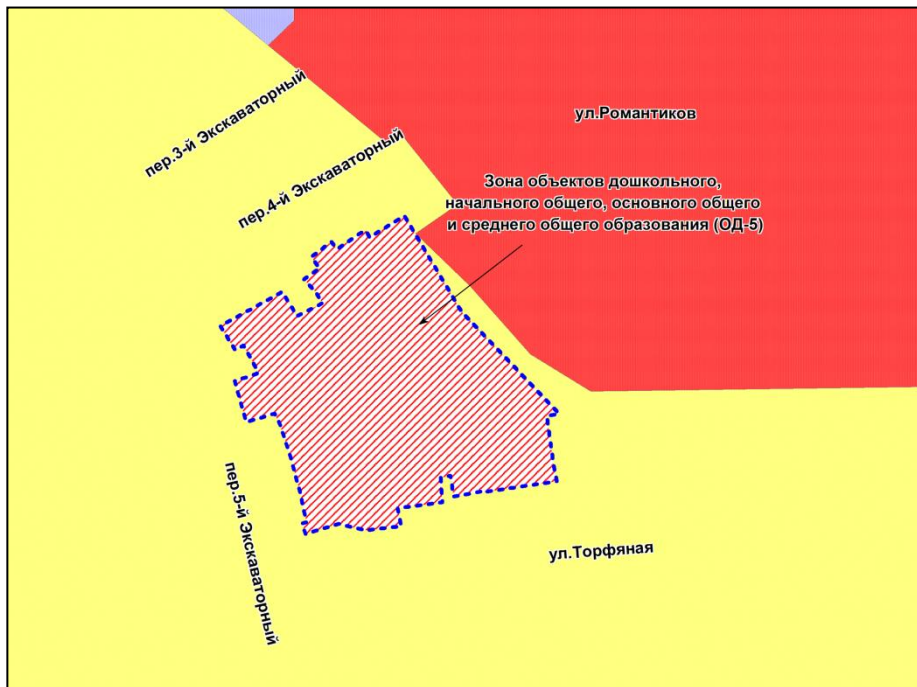 пер.3-й Экскаваторный
ул.Романтиков
пер.4-й Экскаваторный
Зона объектов дошкольного,
начального общего, основного общего
и среднего общего образования (ОД-5)
пер.5-й Экскаваторный
ул.Торфяная